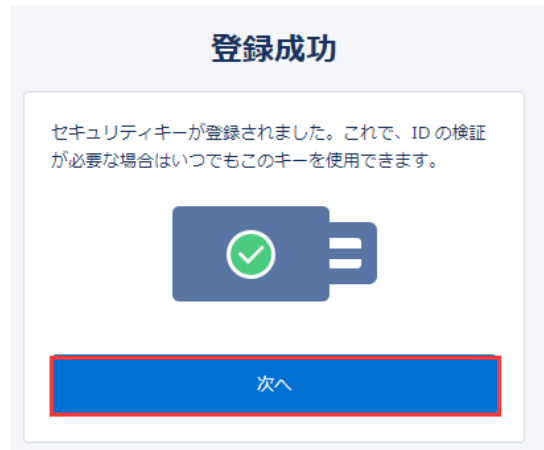 登録成功
セキュリティキーが登録されました。これで、ID の検証
が必要な場合はいつでもこのキーを使用できます。
次へ